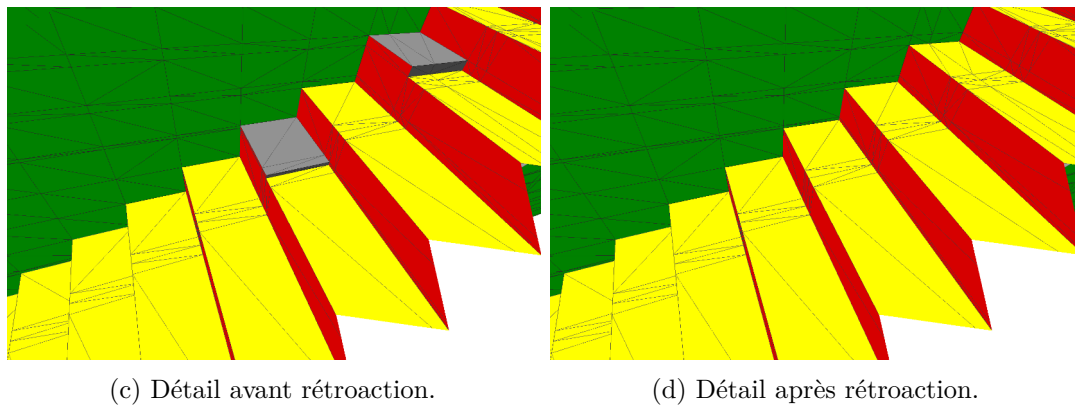 (c) Détail avant rétroaction.
(d) Détail après rétroaction.